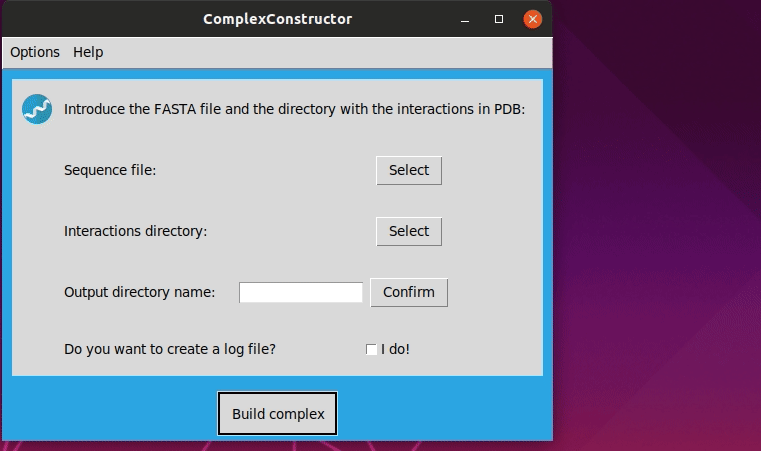 ComplexConstructor
Options Help
Introduce the FASTA file and the directory with the interactions in PDB:
Sequence file: Select
Interactions directory: Select
Output directory name: Confirm
Do you want to create a log file? I do!
Build complex